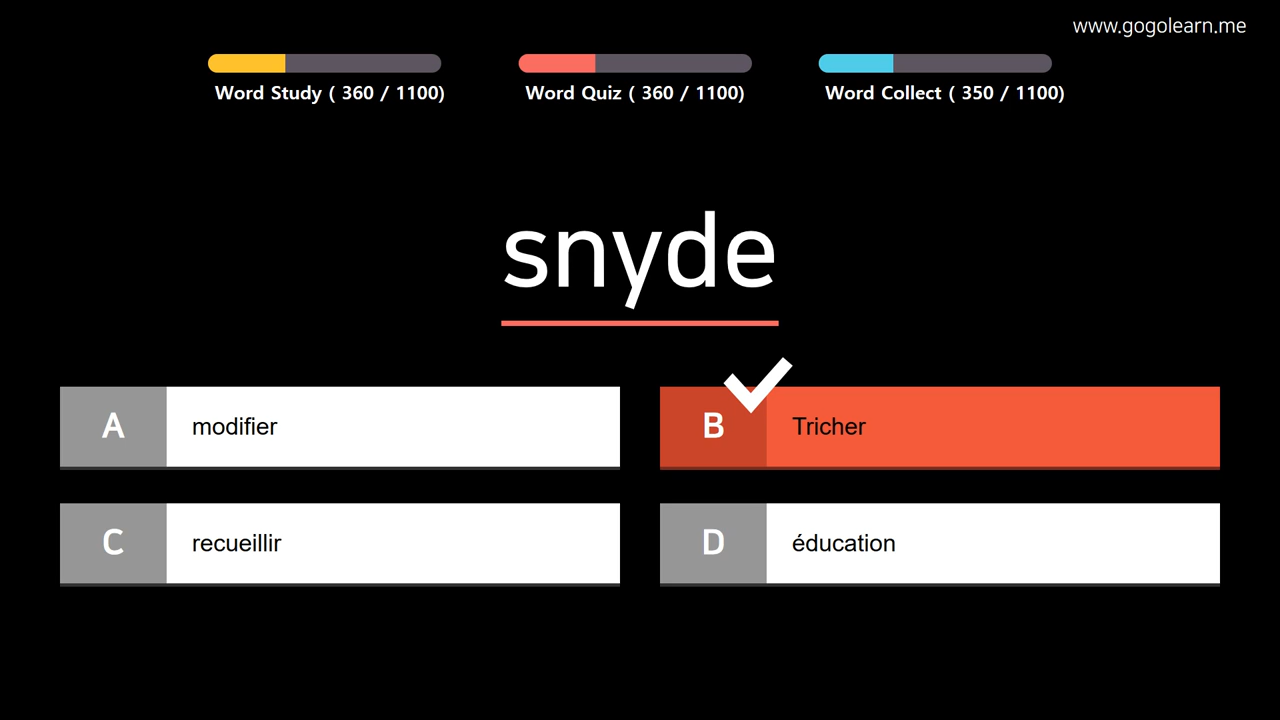 www.gogolearn.me
Word Study ( 360 / 1100)
Word Quiz ( 360 / 1100)
Word Collect ( 350 / 1100)
snyde
A modifier
B Tricher
C recueillir
D éducation